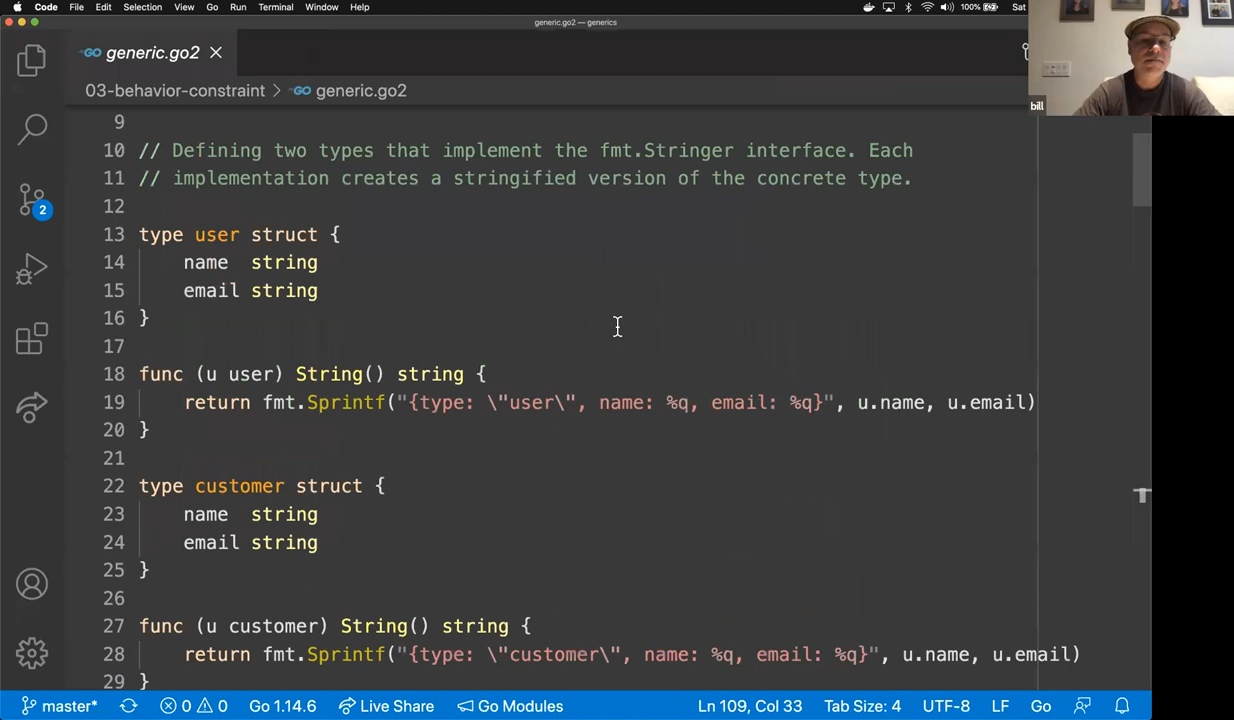 Code File Edit Selection View Go Run Terminal Window Help 100% Sat
generic.go2 — generics
GO generic.go2
03-behavior-constraint > GO generic.go2
bill
9
10 // Defining two types that implement the fmt.Stringer interface. Each
11 // implementation creates a stringified version of the concrete type.
12
13 type user struct {
14 name string
15 email string
16 }
17
18 func (u user) String() string {
19 return fmt.Sprintf("{type: \"user\", name: %q, email: %q}", u.name, u.email)
20 }
21
22 type customer struct {
23 name string
24 email string
25 }
26
27 func (u customer) String() string {
28 return fmt.Sprintf("{type: \"customer\", name: %q, email: %q}", u.name, u.email)
29 }
2
master* 0 0 Go 1.14.6 Live Share Go Modules Ln 109, Col 33 Tab Size: 4 UTF-8 LF Go